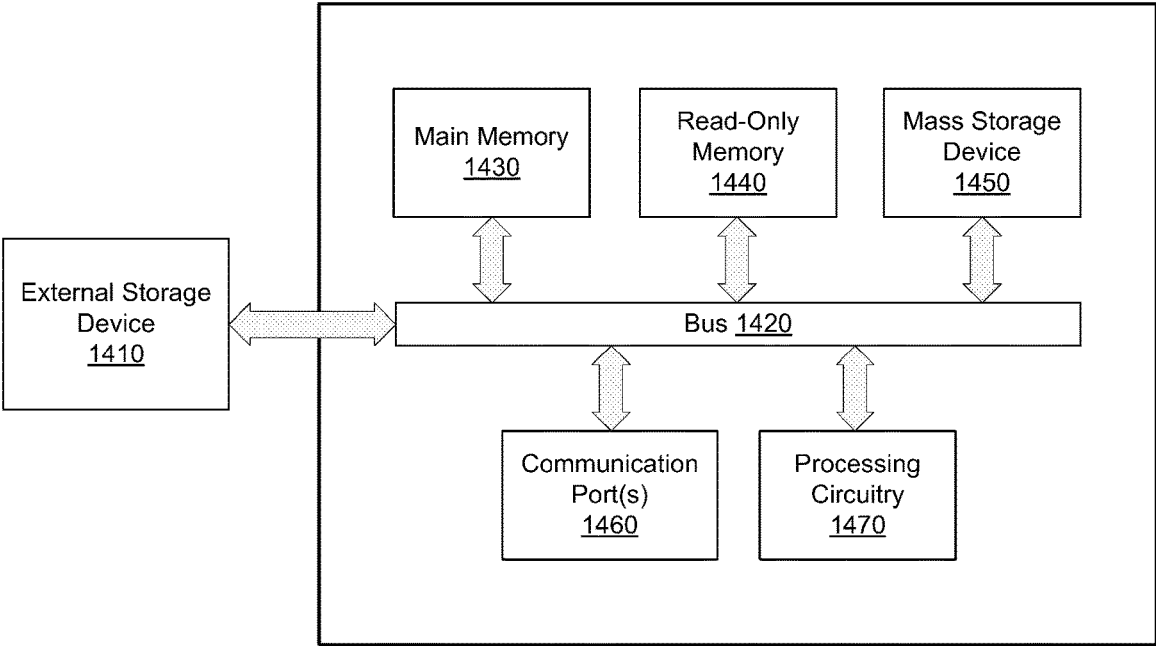 Main Memory
1430
Read-Only
Memory
1440
Mass Storage
Device
1450
External Storage
Device
1410
Bus 1420
Communication
Port(s)
1460
Processing
Circuitry
1470